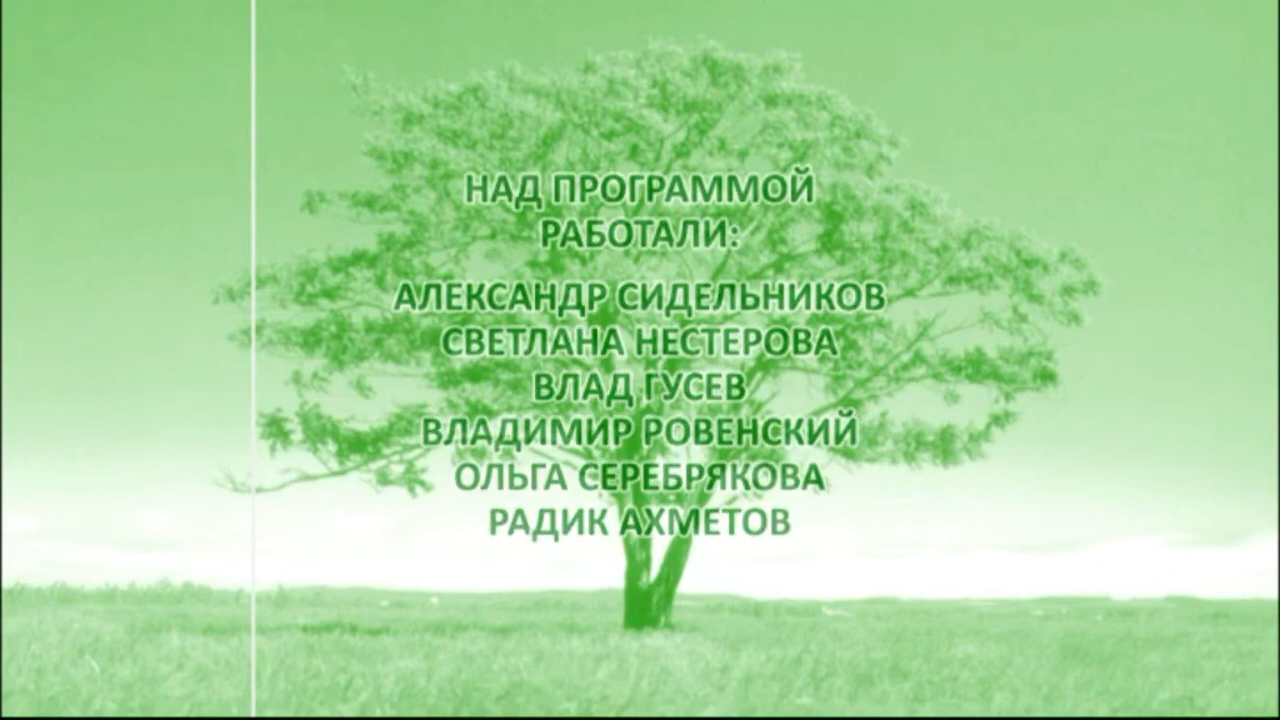 НАД ПРОГРАММОЙ
РАБОТАЛИ:
АЛЕКСАНДР СИДЕЛЬНИКОВ
СВЕТЛАНА НЕСТЕРОВА
ВЛАД ГУСЕВ
ВЛАДИМИР РОВЕНСКИЙ
ОЛЬГА СЕРЕБРЯКОВА
РАДИК АХМЕТОВ